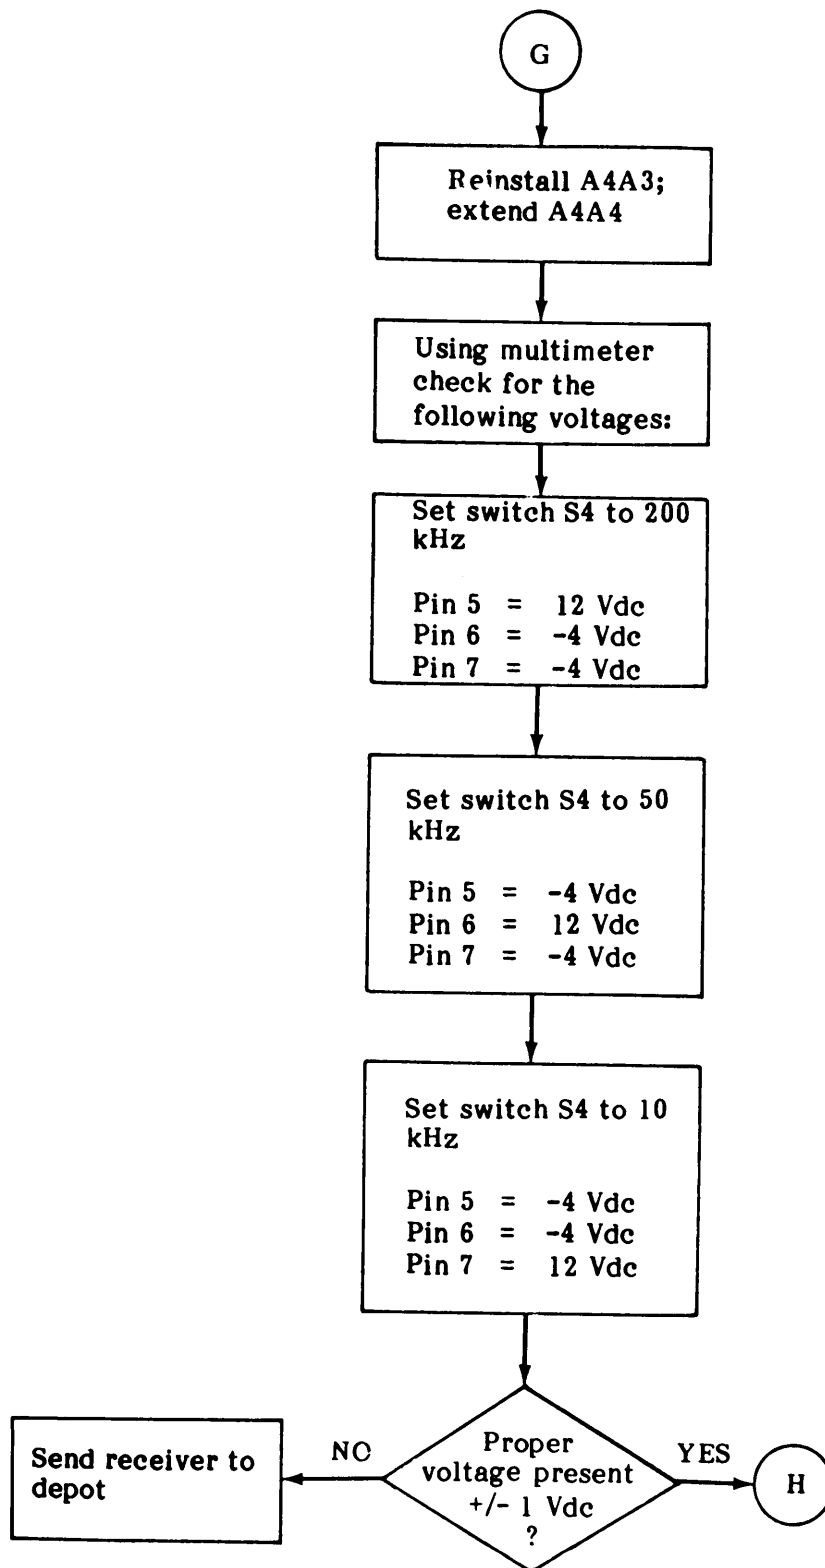 G
Reinstall A4A3;
extend A4A4
Using multimeter
check for the
following voltages:
Set switch S4 to 200
kHz
Pin 5 = 12 Vdc
Pin 6 = -4 Vdc
Pin 7 = -4 Vdc
Set switch S4 to 50
kHz
Pin 5 = -4 Vdc
Pin 6 = 12 Vdc
Pin 7 = -4 Vdc
Set switch S4 to 10
kHz
Pin 5 = -4 Vdc
Pin 6 = -4 Vdc
Pin 7 = 12 Vdc
Proper
voltage present
+/- 1 Vdc
?
NO
Send receiver to
depot
YES
H